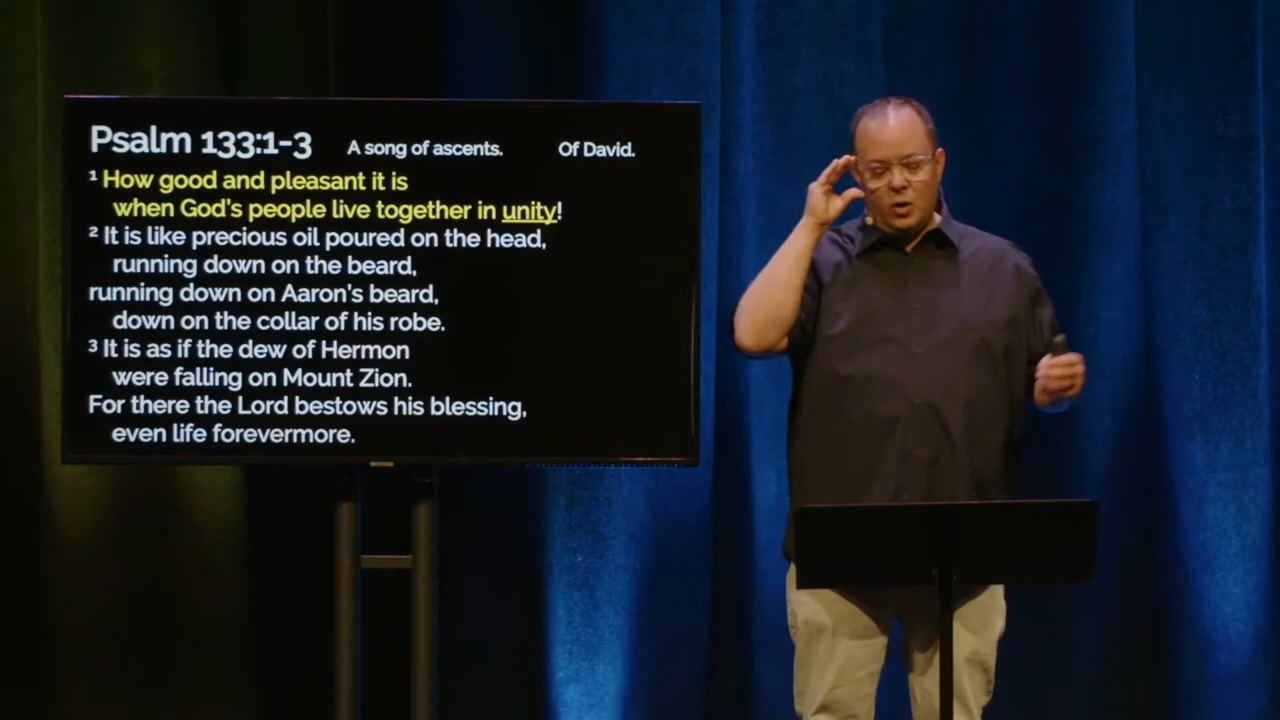 Psalm 133:1-3 A song of ascents. Of David.
1 How good and pleasant it is
when God's people live together in unity!
2 It is like precious oil poured on the head,
running down on the beard,
running down on Aaron's beard,
down on the collar of his robe.
3 It is as if the dew of Hermon
were falling on Mount Zion.
For there the Lord bestows his blessing,
even life forevermore.